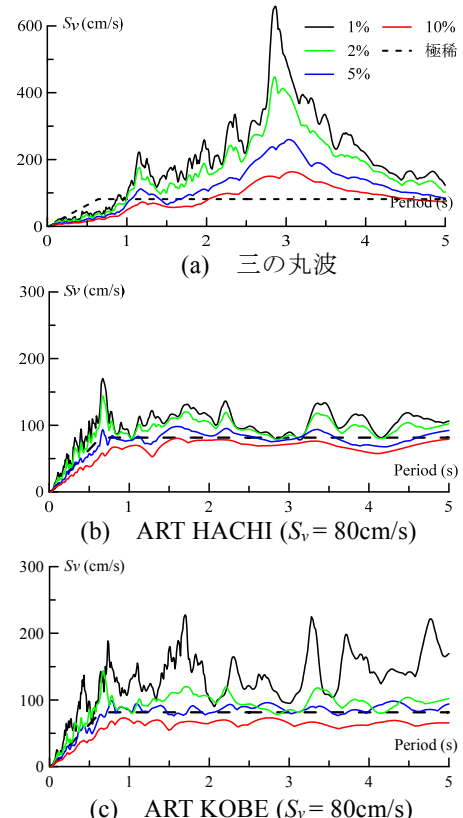 Sv (cm/s)
600
400
200
0
0 1 2 3 4 5
1% 10%
2% 極稀
5%
Period (s)
(a) 三の丸波
300
Sv (cm/s)
200
100
0
0 1 2 3 4 5
Period (s)
(b) ART HACHI (Sv = 80cm/s)
300
Sv (cm/s)
200
100
0
0 1 2 3 4 5
Period (s)
(c) ART KOBE (Sv = 80cm/s)